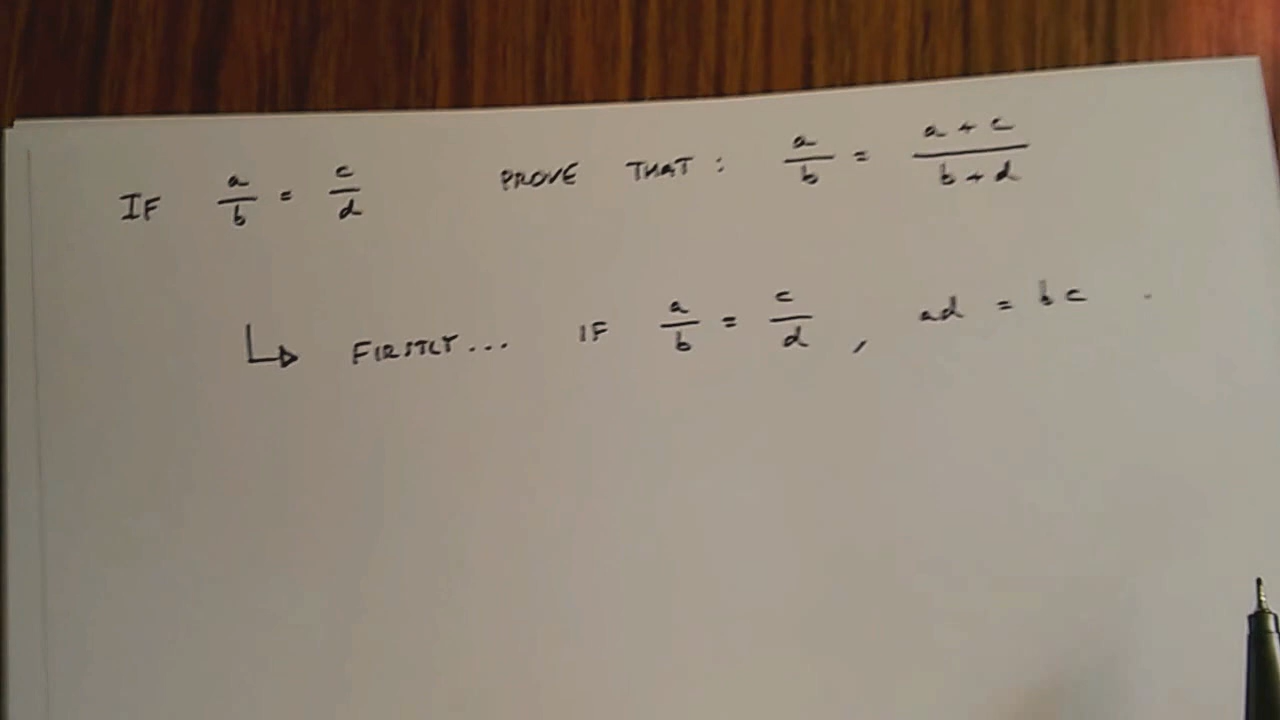 IF a/b = c/d PROVE THAT: a/b = a + c/b + d
↳ FIRSTLY... IF a/b = c/d, ad = bc